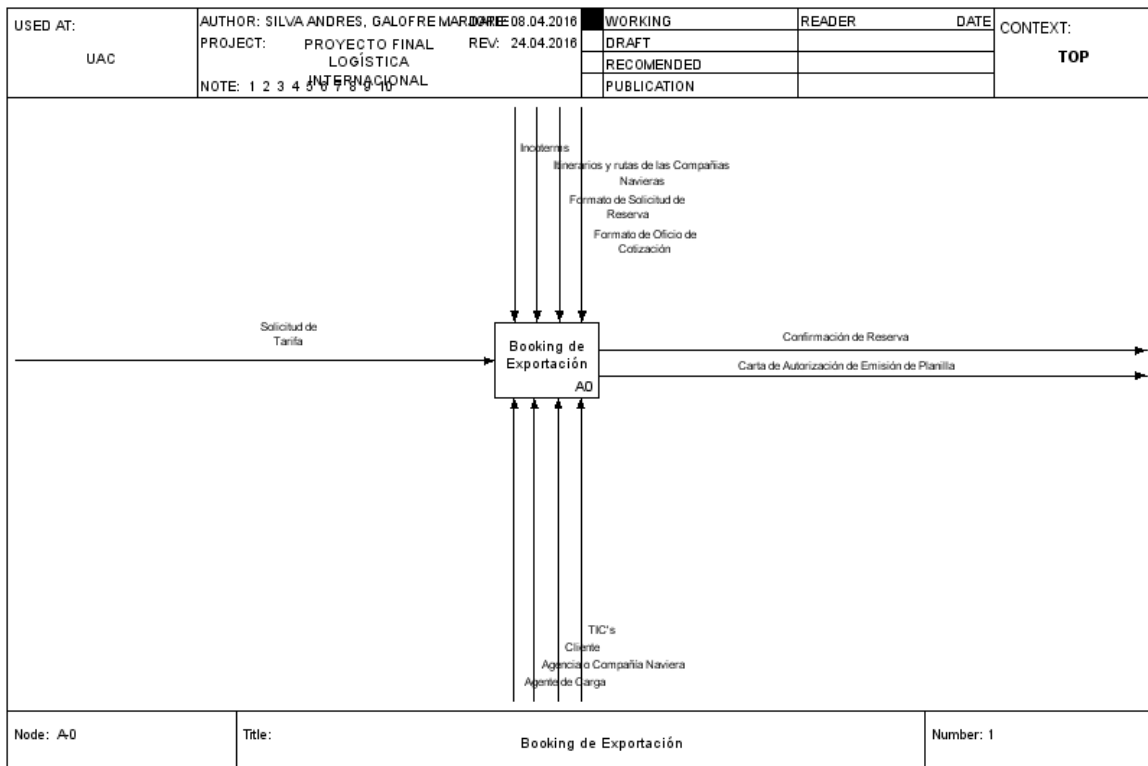 USED AT:
UAC
AUTHOR: SILVA ANDRES, GALOFRE MARJORIE
DATE: 08.04.2016
PROJECT:
PROYECTO FINAL
LOGÍSTICA
INTERNACIONAL
REV: 24.04.2016
NOTE: 1 2 3 4 5 6 7 8 9 10
WORKING
DRAFT
RECOMENDED
PUBLICATION
READER
DATE
CONTEXT:
TOP
Incoterms
Itinerarios y rutas de las Compañias
Navieras
Formato de Solicitud de
Reserva
Formato de Oficio de
Cotización
Solicitud de
Tarifa
Booking de
Exportación
A0
Confirmación de Reserva
Carta de Autorización de Emisión de Planilla
TIC's
Cliente
Agencia o Compañía Naviera
Agente de Carga
Node: A-0
Title:
Booking de Exportación
Number: 1